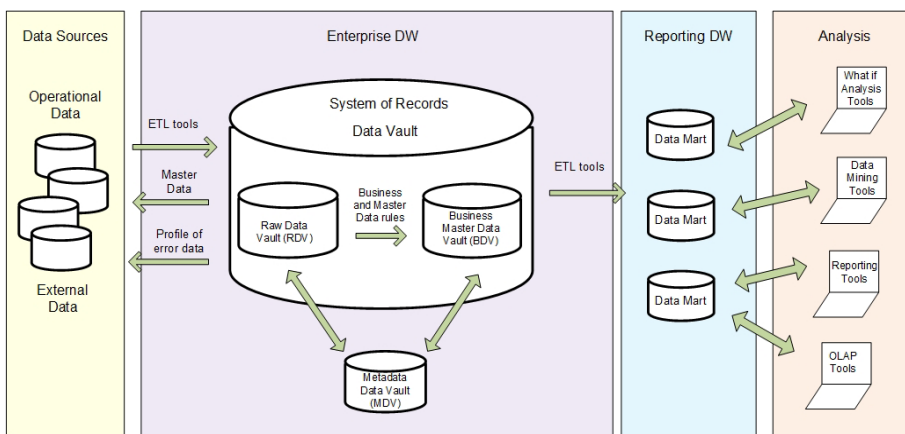 Data Sources
Enterprise DW
Reporting DW
Analysis
Operational
Data
External
Data
ETL tools
Master
Data
Profile of
error data
System of Records
Data Vault
Raw Data
Vault (RDV)
Business
and Master
Data rules
Business
Master Data
Vault (BDV)
Metadata
Data Vault
(MDV)
ETL tools
Data Mart
Data Mart
Data Mart
What if
Analysis
Tools
Data
Mining
Tools
Reporting
Tools
OLAP
Tools